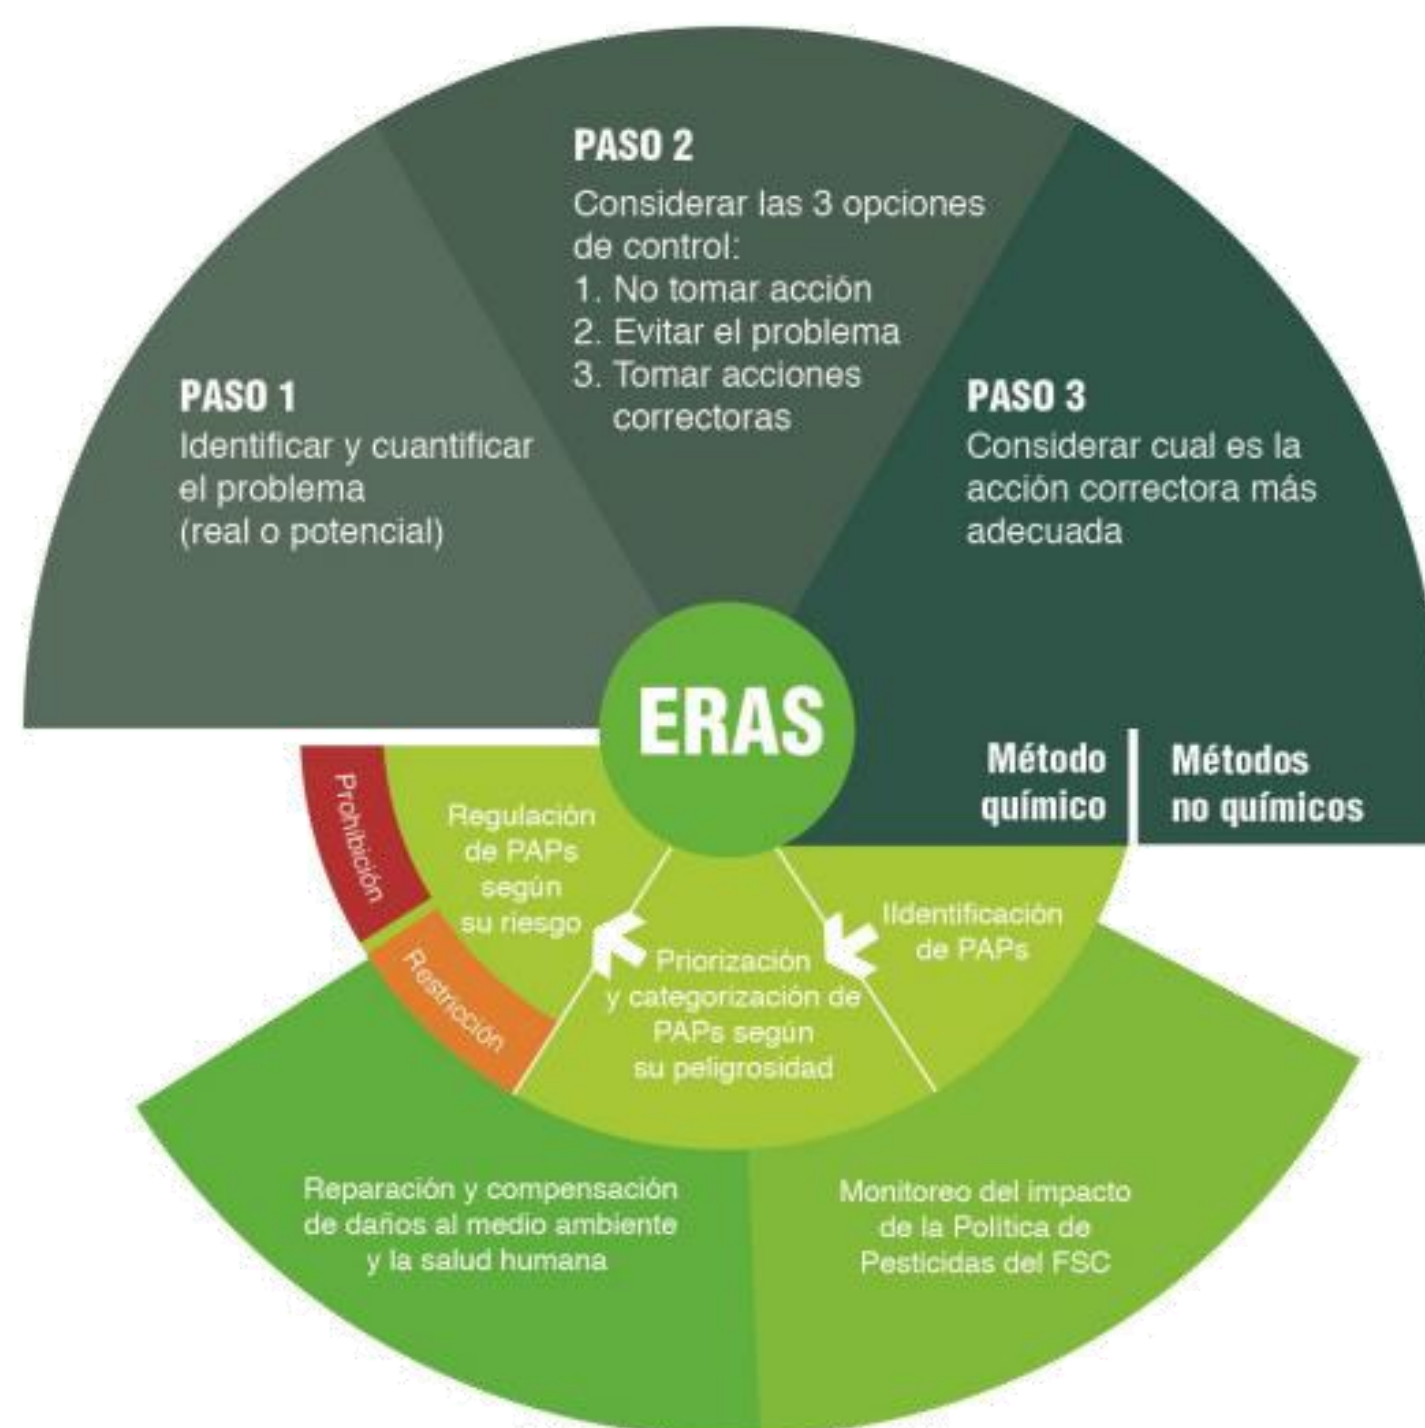 PASO 1
Identificar y cuantificar
el problema
(real o potencial)
PASO 2
Considerar las 3 opciones
de control:
1. No tomar acción
2. Evitar el problema
3. Tomar acciones
correctoras
PASO 3
Considerar cual es la
acción correctora más
adecuada
ERAS
Método
químico
Métodos
no químicos
IIdentificación
de PAPs
Priorización
y categorización de
PAPs según
su peligrosidad
Regulación
de PAPs
según
su riesgo
Prohibición
Restricción
Reparación y compensación
de daños al medio ambiente
y la salud humana
Monitoreo del impacto
de la Política de
Pesticidas del FSC